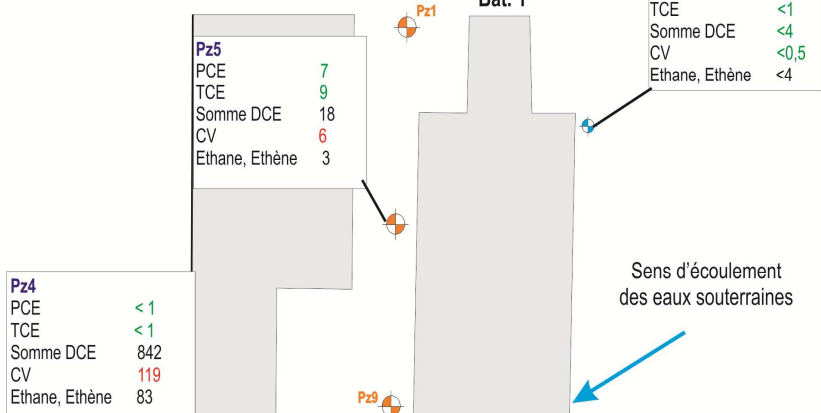 Pz1
Bat. 1
TCE <1
Somme DCE <4
CV <0,5
Ethane, Ethène <4
Pz5
PCE 7
TCE 9
Somme DCE 18
CV 6
Ethane, Ethène 3
Sens d'écoulement
des eaux souterraines
Pz4
PCE < 1
TCE < 1
Somme DCE 842
CV 119
Ethane, Ethène 83
Pz9